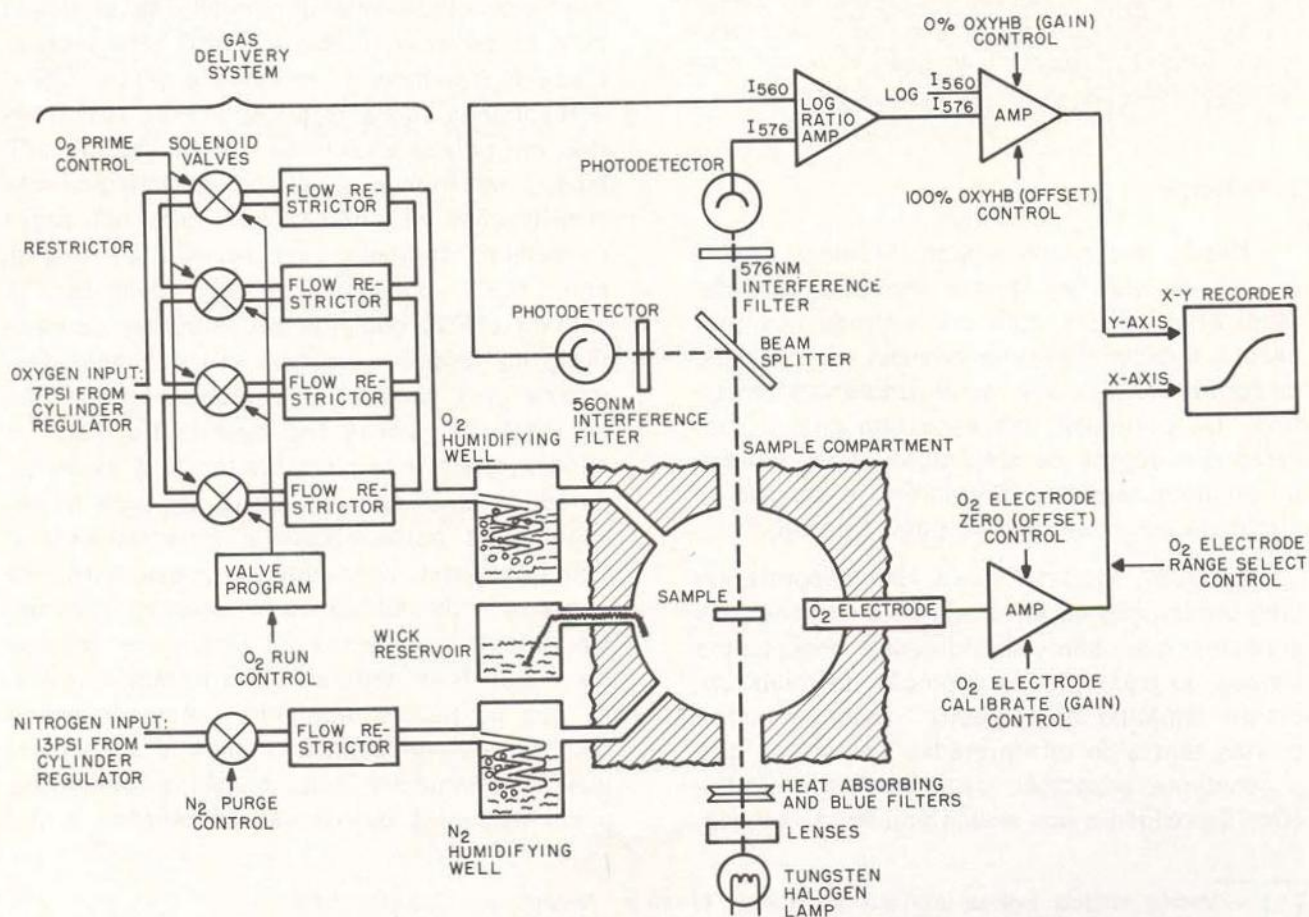 GAS
DELIVERY
SYSTEM
O2 PRIME
CONTROL
SOLENOID
VALVES
FLOW RE-
STRICTOR
RESTRICTOR
FLOW RE-
STRICTOR
OXYGEN INPUT:
7PSI FROM
CYLINDER
REGULATOR
FLOW RE-
STRICTOR
FLOW RE-
STRICTOR
VALVE
PROGRAM
O2 RUN
CONTROL
NITROGEN INPUT:
13PSI FROM
CYLINDER
REGULATOR
FLOW RE-
STRICTOR
N2 PURGE
CONTROL
O2
HUMIDIFYING
WELL
WICK
RESERVOIR
N2
HUMIDIFYING
WELL
PHOTODETECTOR
560NM
INTERFERENCE
FILTER
PHOTODETECTOR
576NM
INTERFERENCE
FILTER
BEAM
SPLITTER
I560
I576
LOG
RATIO
AMP
LOG I560
I576
0% OXYHB (GAIN)
CONTROL
AMP
100% OXYHB (OFFSET)
CONTROL
X-Y RECORDER
Y-AXIS
X-AXIS
SAMPLE COMPARTMENT
SAMPLE
O2 ELECTRODE
O2 ELECTRODE
ZERO (OFFSET)
CONTROL
AMP
O2 ELECTRODE
RANGE SELECT
CONTROL
O2 ELECTRODE
CALIBRATE (GAIN)
CONTROL
HEAT ABSORBING
AND BLUE FILTERS
LENSES
TUNGSTEN
HALOGEN
LAMP